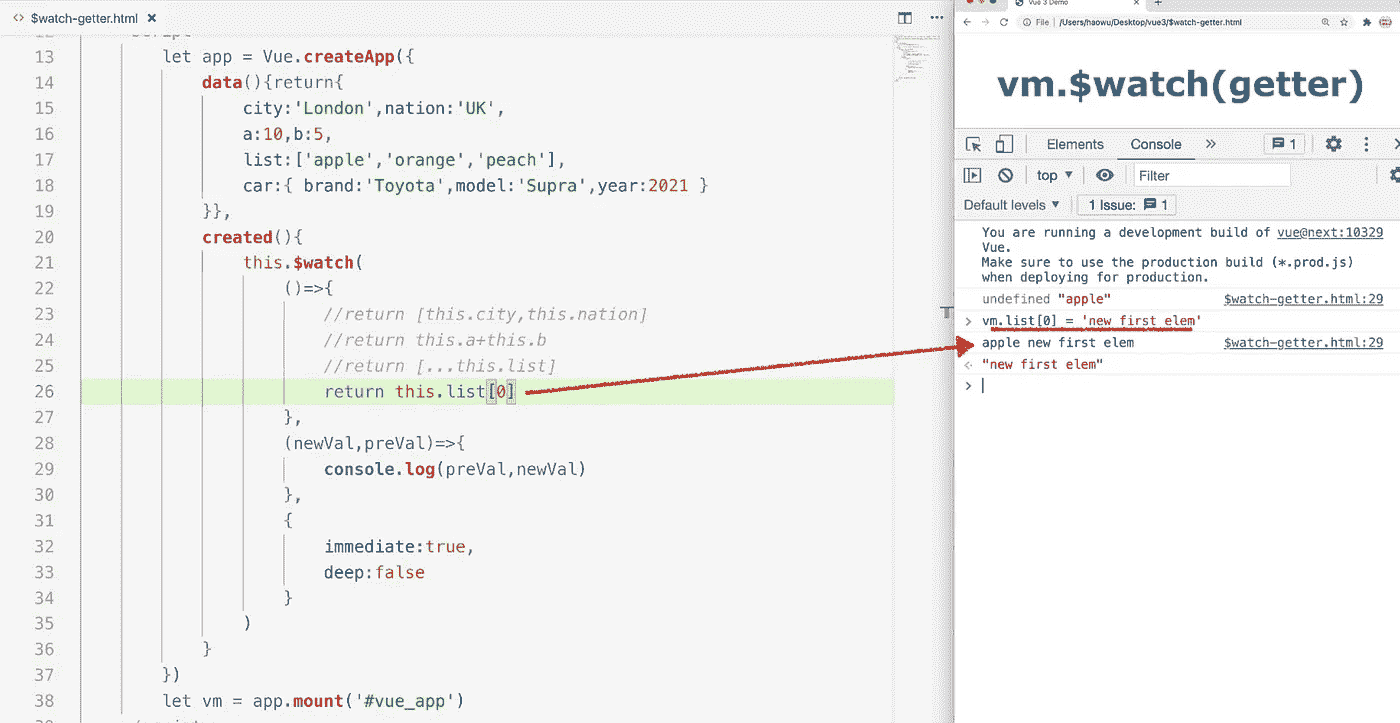 <> $watch-getter.html ×
13 let app = Vue.createApp({
14 data(){return{
15 city:'London',nation:'UK',
16 a:10,b:5,
17 list:['apple','orange','peach'],
18 car:{ brand:'Toyota',model:'Supra',year:2021 }
19 }},
20 created(){
21 this.$watch(
22 ()=>{
23 //return [this.city,this.nation]
24 //return this.a+this.b
25 //return [...this.list]
26 return this.list[0]
27 },
28 (newVal,preVal)=>{
29 console.log(preVal,newVal)
30 },
31 {
32 immediate:true,
33 deep:false
34 }
35 )
36 }
37 })
38 let vm = app.mount('#vue_app')
Vue 3 Demo
File | /Users/haowu/Desktop/vue3/$watch-getter.html
vm.$watch(getter)
Elements Console » 1
top ▼ Filter
Default levels ▼ 1 Issue: 1
You are running a development build of vue@next:10329
Vue.
Make sure to use the production build (*.prod.js)
when deploying for production.
undefined "apple" $watch-getter.html:29
> vm.list[0] = 'new first elem'
apple new first elem $watch-getter.html:29
"new first elem"
>